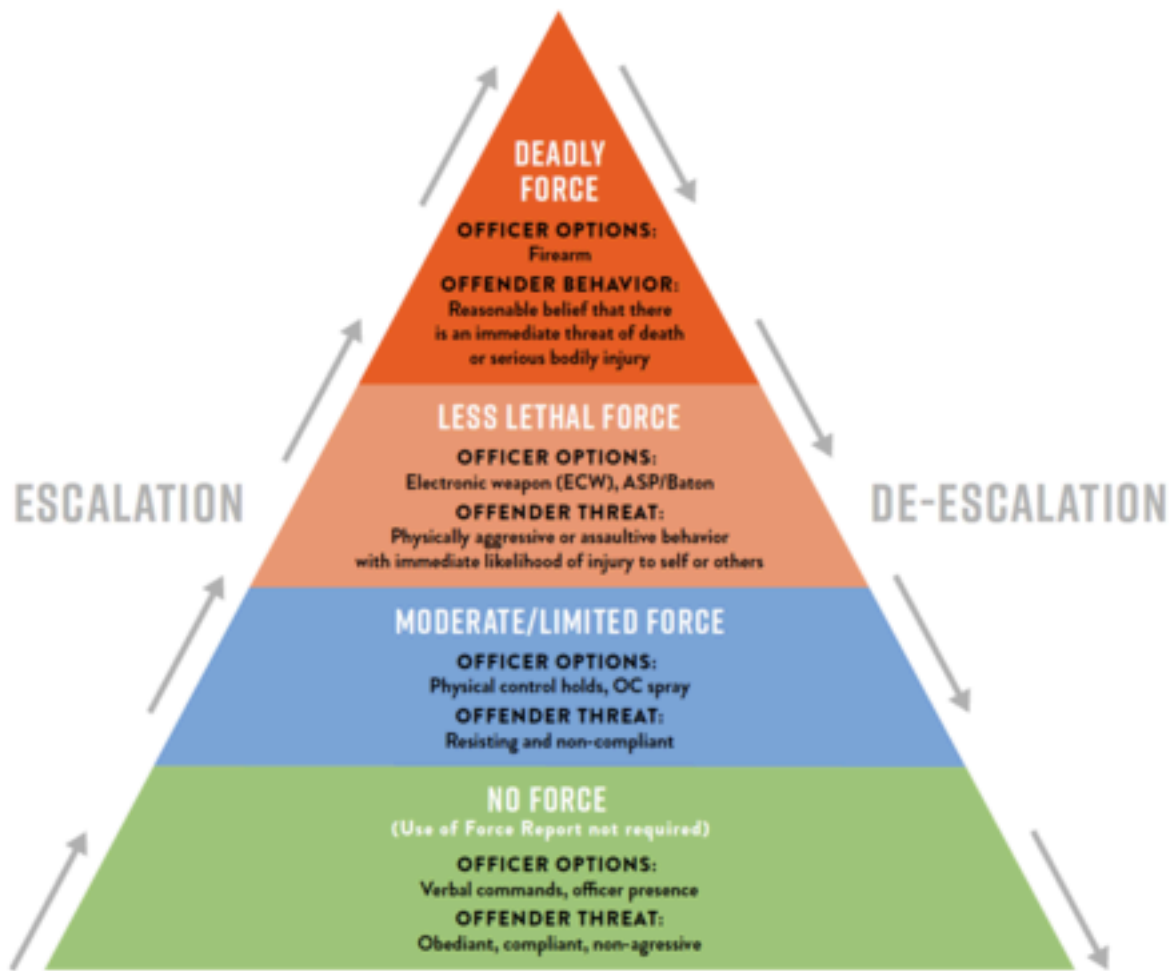 DEADLY
FORCE
OFFICER OPTIONS:
Firearm
OFFENDER BEHAVIOR:
Reasonable belief that there
is an immediate threat of death
or serious bodily injury
LESS LETHAL FORCE
OFFICER OPTIONS:
Electronic weapon (ECW), ASP/Baton
OFFENDER THREAT:
Physically aggressive or assaultive behavior
with immediate likelihood of injury to self or others
ESCALATION
DE-ESCALATION
MODERATE/LIMITED FORCE
OFFICER OPTIONS:
Physical control holds, OC spray
OFFENDER THREAT:
Resisting and non-compliant
NO FORCE
(Use of Force Report not required)
OFFICER OPTIONS:
Verbal commands, officer presence
OFFENDER THREAT:
Obediant, compliant, non-agressive